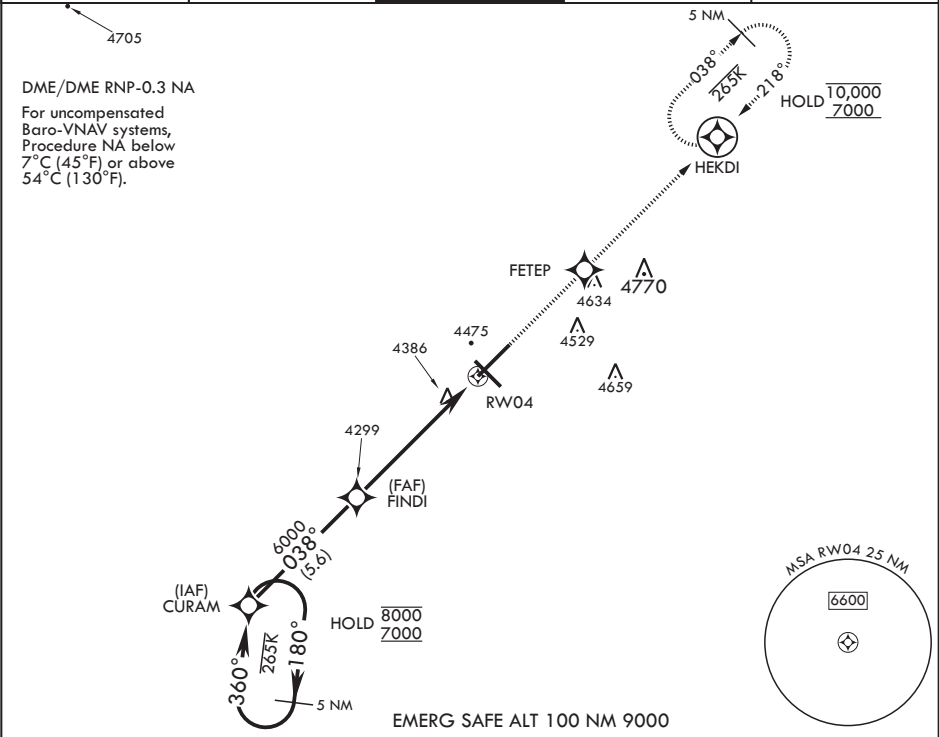 4705
DME/DME RNP-0.3 NA
For uncompensated
Baro-VNAV systems,
Procedure NA below
7°C (45°F) or above
54°C (130°F).
5 NM
038°
265K
218°
HOLD 10,000
7000
HEKDI
FETEP
4634
4770
4529
4475
4386
4659
RW04
4299
(FAF)
FINDI
6000
038°
(5.6)
(IAF)
CURAM
HOLD 8000
7000
360°
265K
180°
5 NM
MSA RW04 25 NM
6600
EMERG SAFE ALT 100 NM 9000